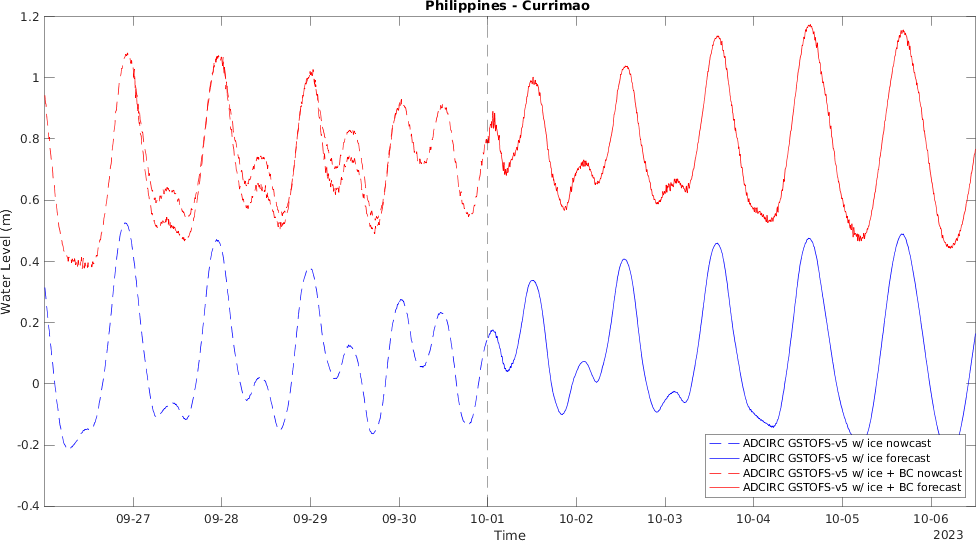 Philippines - Currimao
1.2
1
0.8
0.6
0.4
0.2
0
-0.2
-0.4
Water Level (m)
ADCIRC GSTOFS-v5 w/ ice nowcast
ADCIRC GSTOFS-v5 w/ ice forecast
ADCIRC GSTOFS-v5 w/ ice + BC nowcast
ADCIRC GSTOFS-v5 w/ ice + BC forecast
09-27 09-28 09-29 09-30 10-01 10-02 10-03 10-04 10-05 10-06
Time
2023